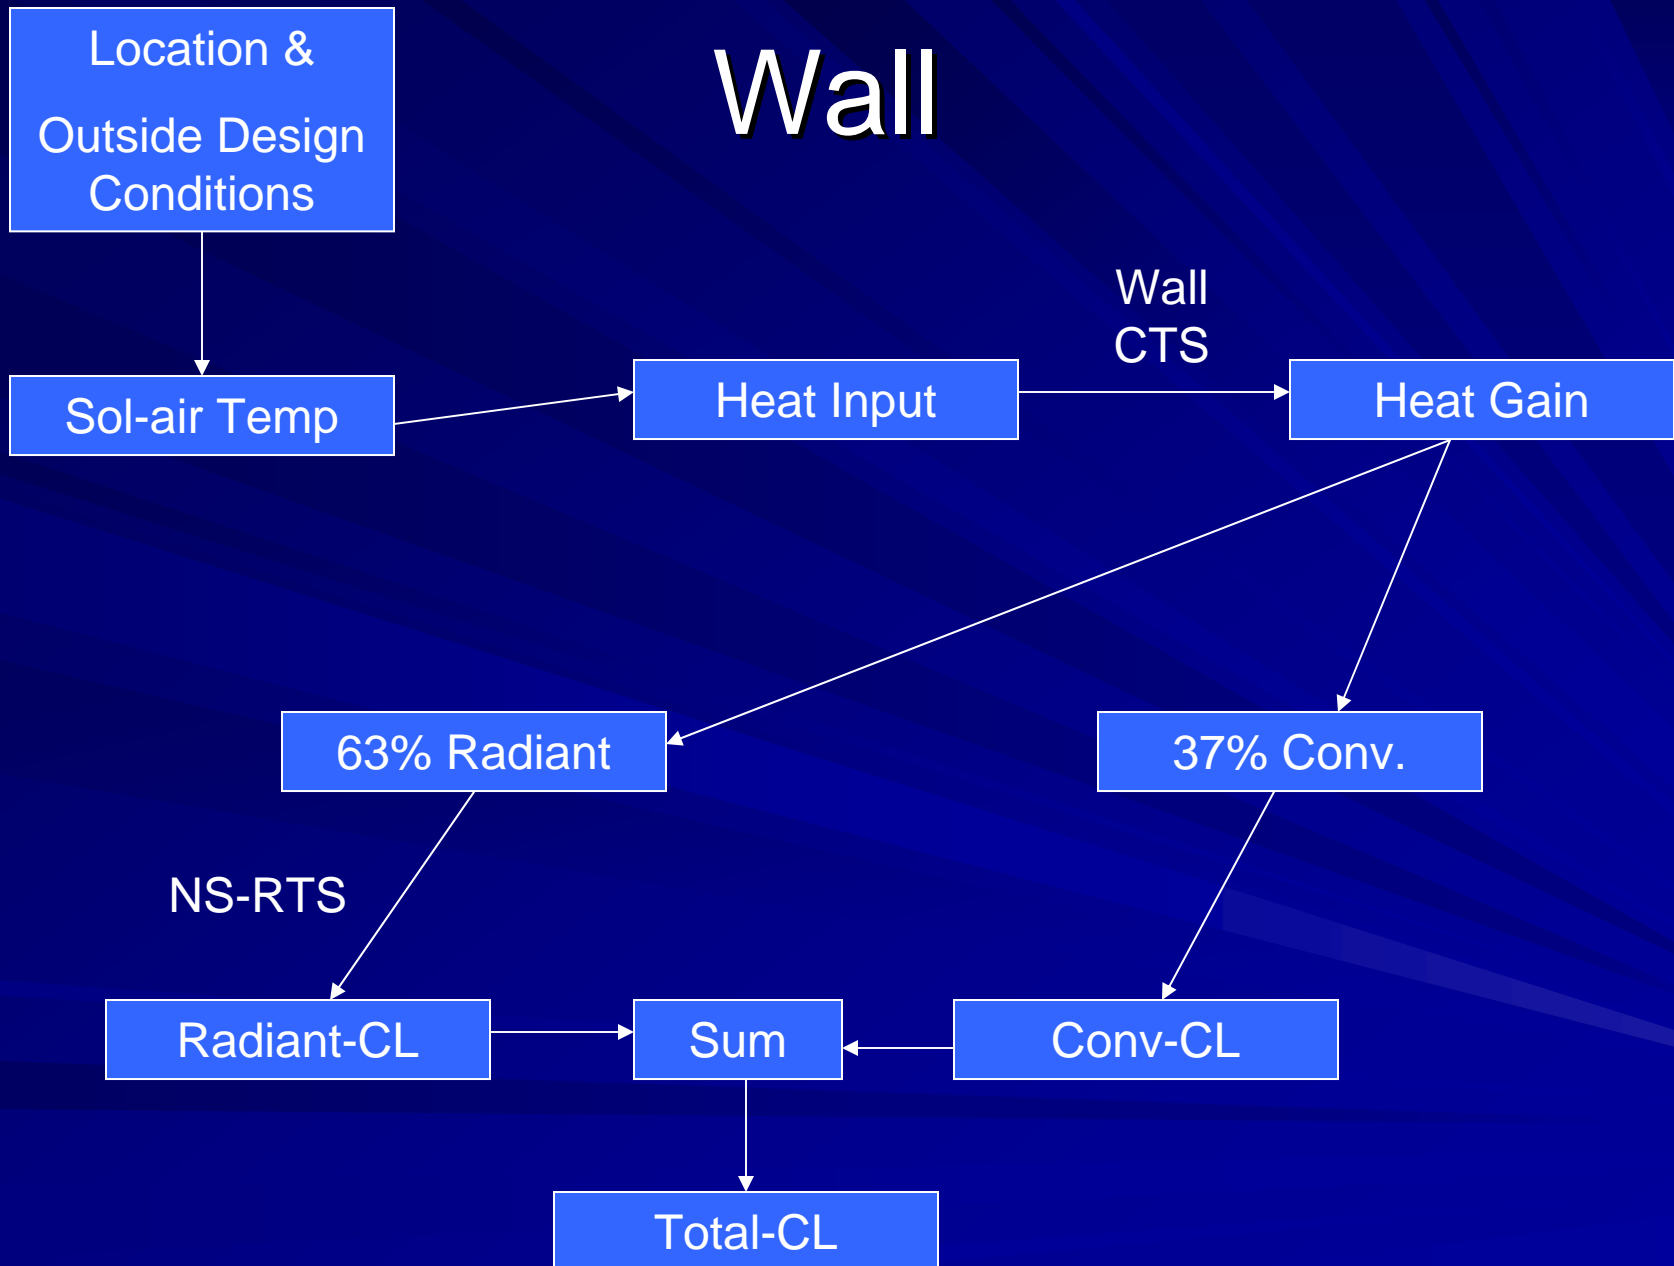 Location &
Outside Design
Conditions
Wall
Wall
CTS
Sol-air Temp
Heat Input
Heat Gain
63% Radiant
37% Conv.
NS-RTS
Radiant-CL
Sum
Conv-CL
Total-CL